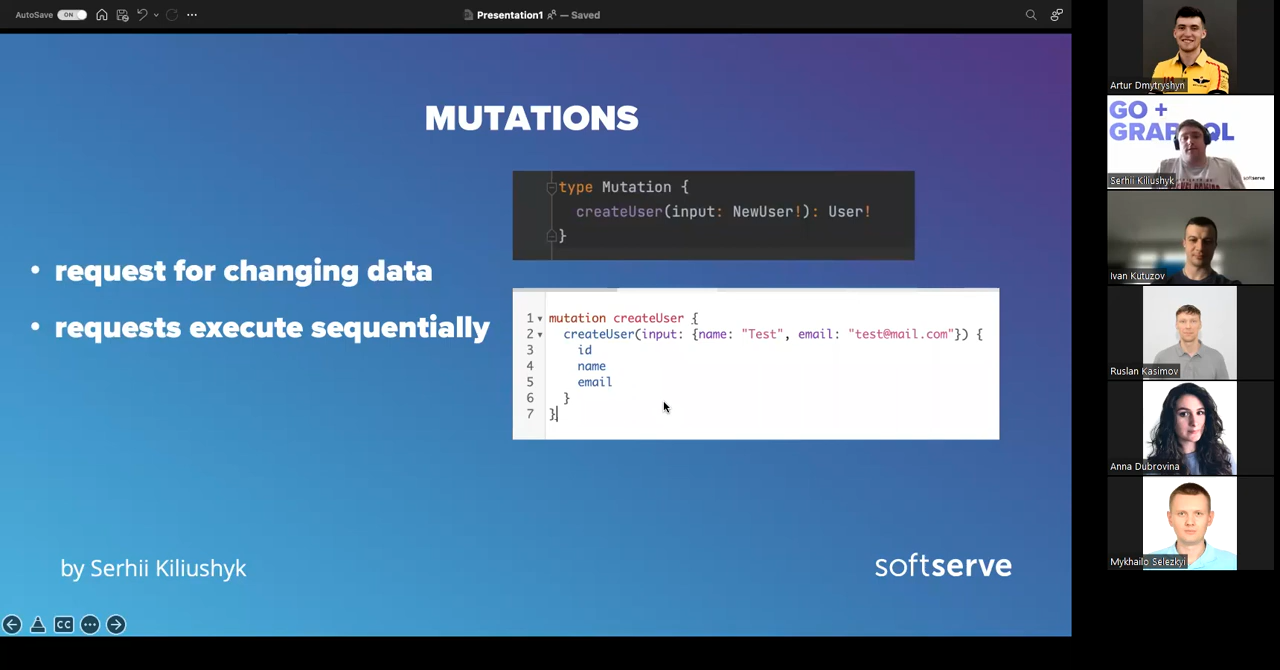 AutoSave ON
Presentation1 — Saved
MUTATIONS
type Mutation {
createUser(input: NewUser!): User!
}
• request for changing data
• requests execute sequentially
1 mutation createUser {
2 createUser(input: {name: "Test", email: "test@mail.com"}) {
3 id
4 name
5 email
6 }
7 }
by Serhii Kiliushyk
softserve
CC
Artur Dmytryshyn
GO +
GRAPHQL
softserve
Serhii Kiliushyk
Ivan Kutuzov
Ruslan Kasimov
Anna Dubrovina
Mykhailo Selezkyi